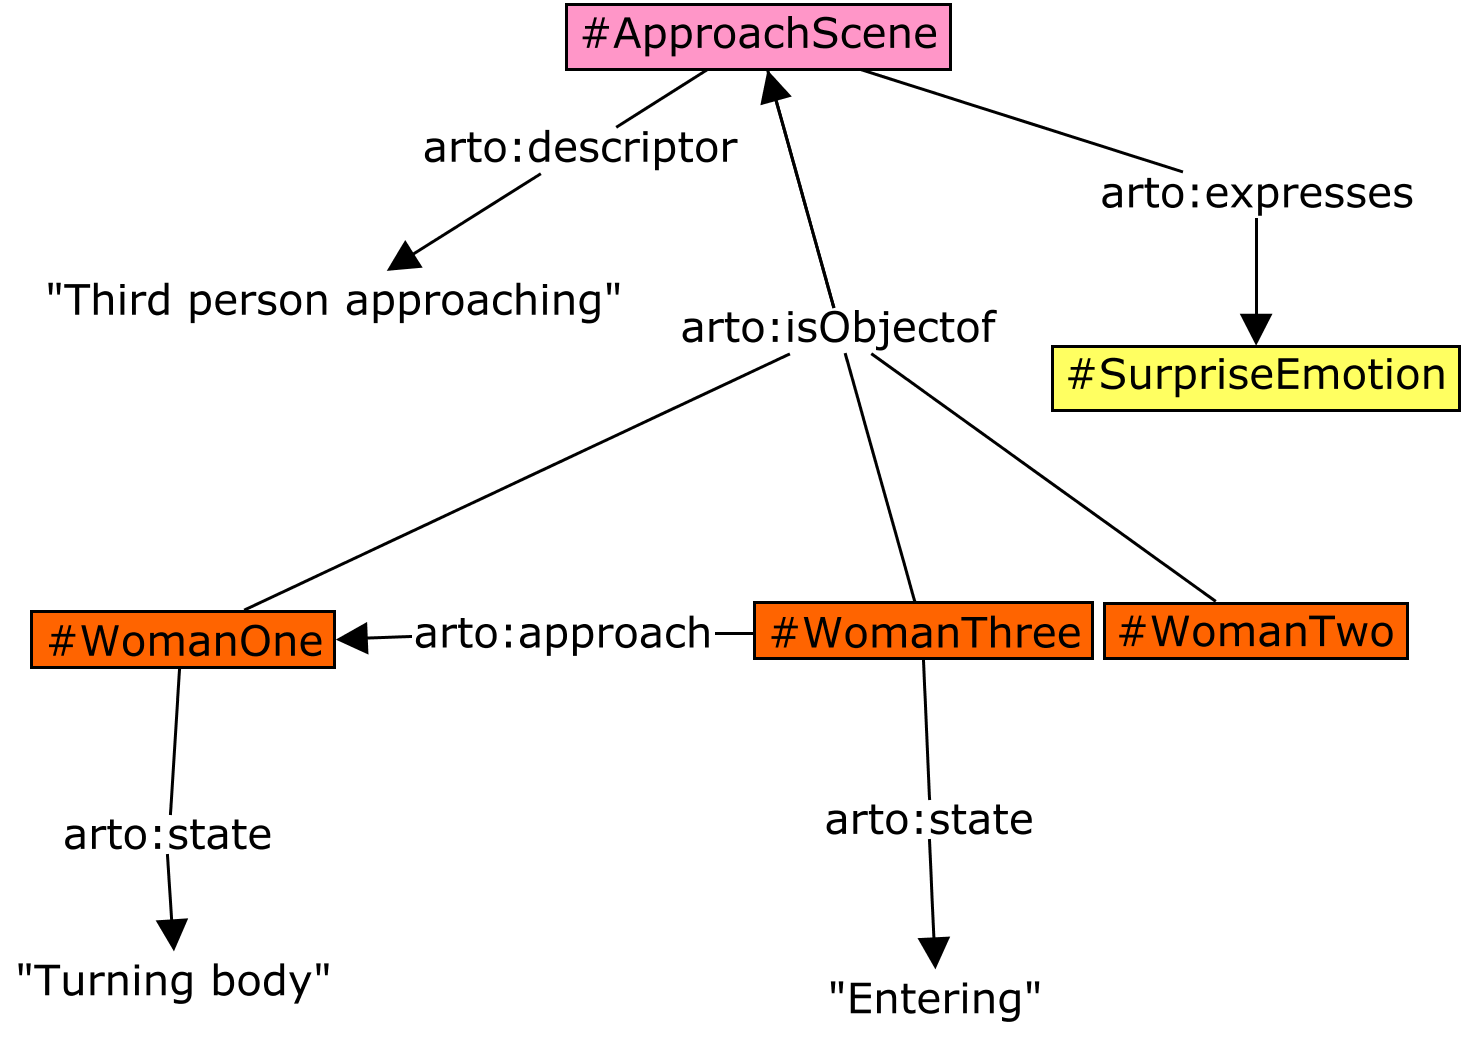 #ApproachScene
arto:descriptor
arto:expresses
"Third person approaching"
arto:isObjectof
#SurpriseEmotion
#WomanOne
arto:approach
#WomanThree
#WomanTwo
arto:state
arto:state
"Turning body"
"Entering"